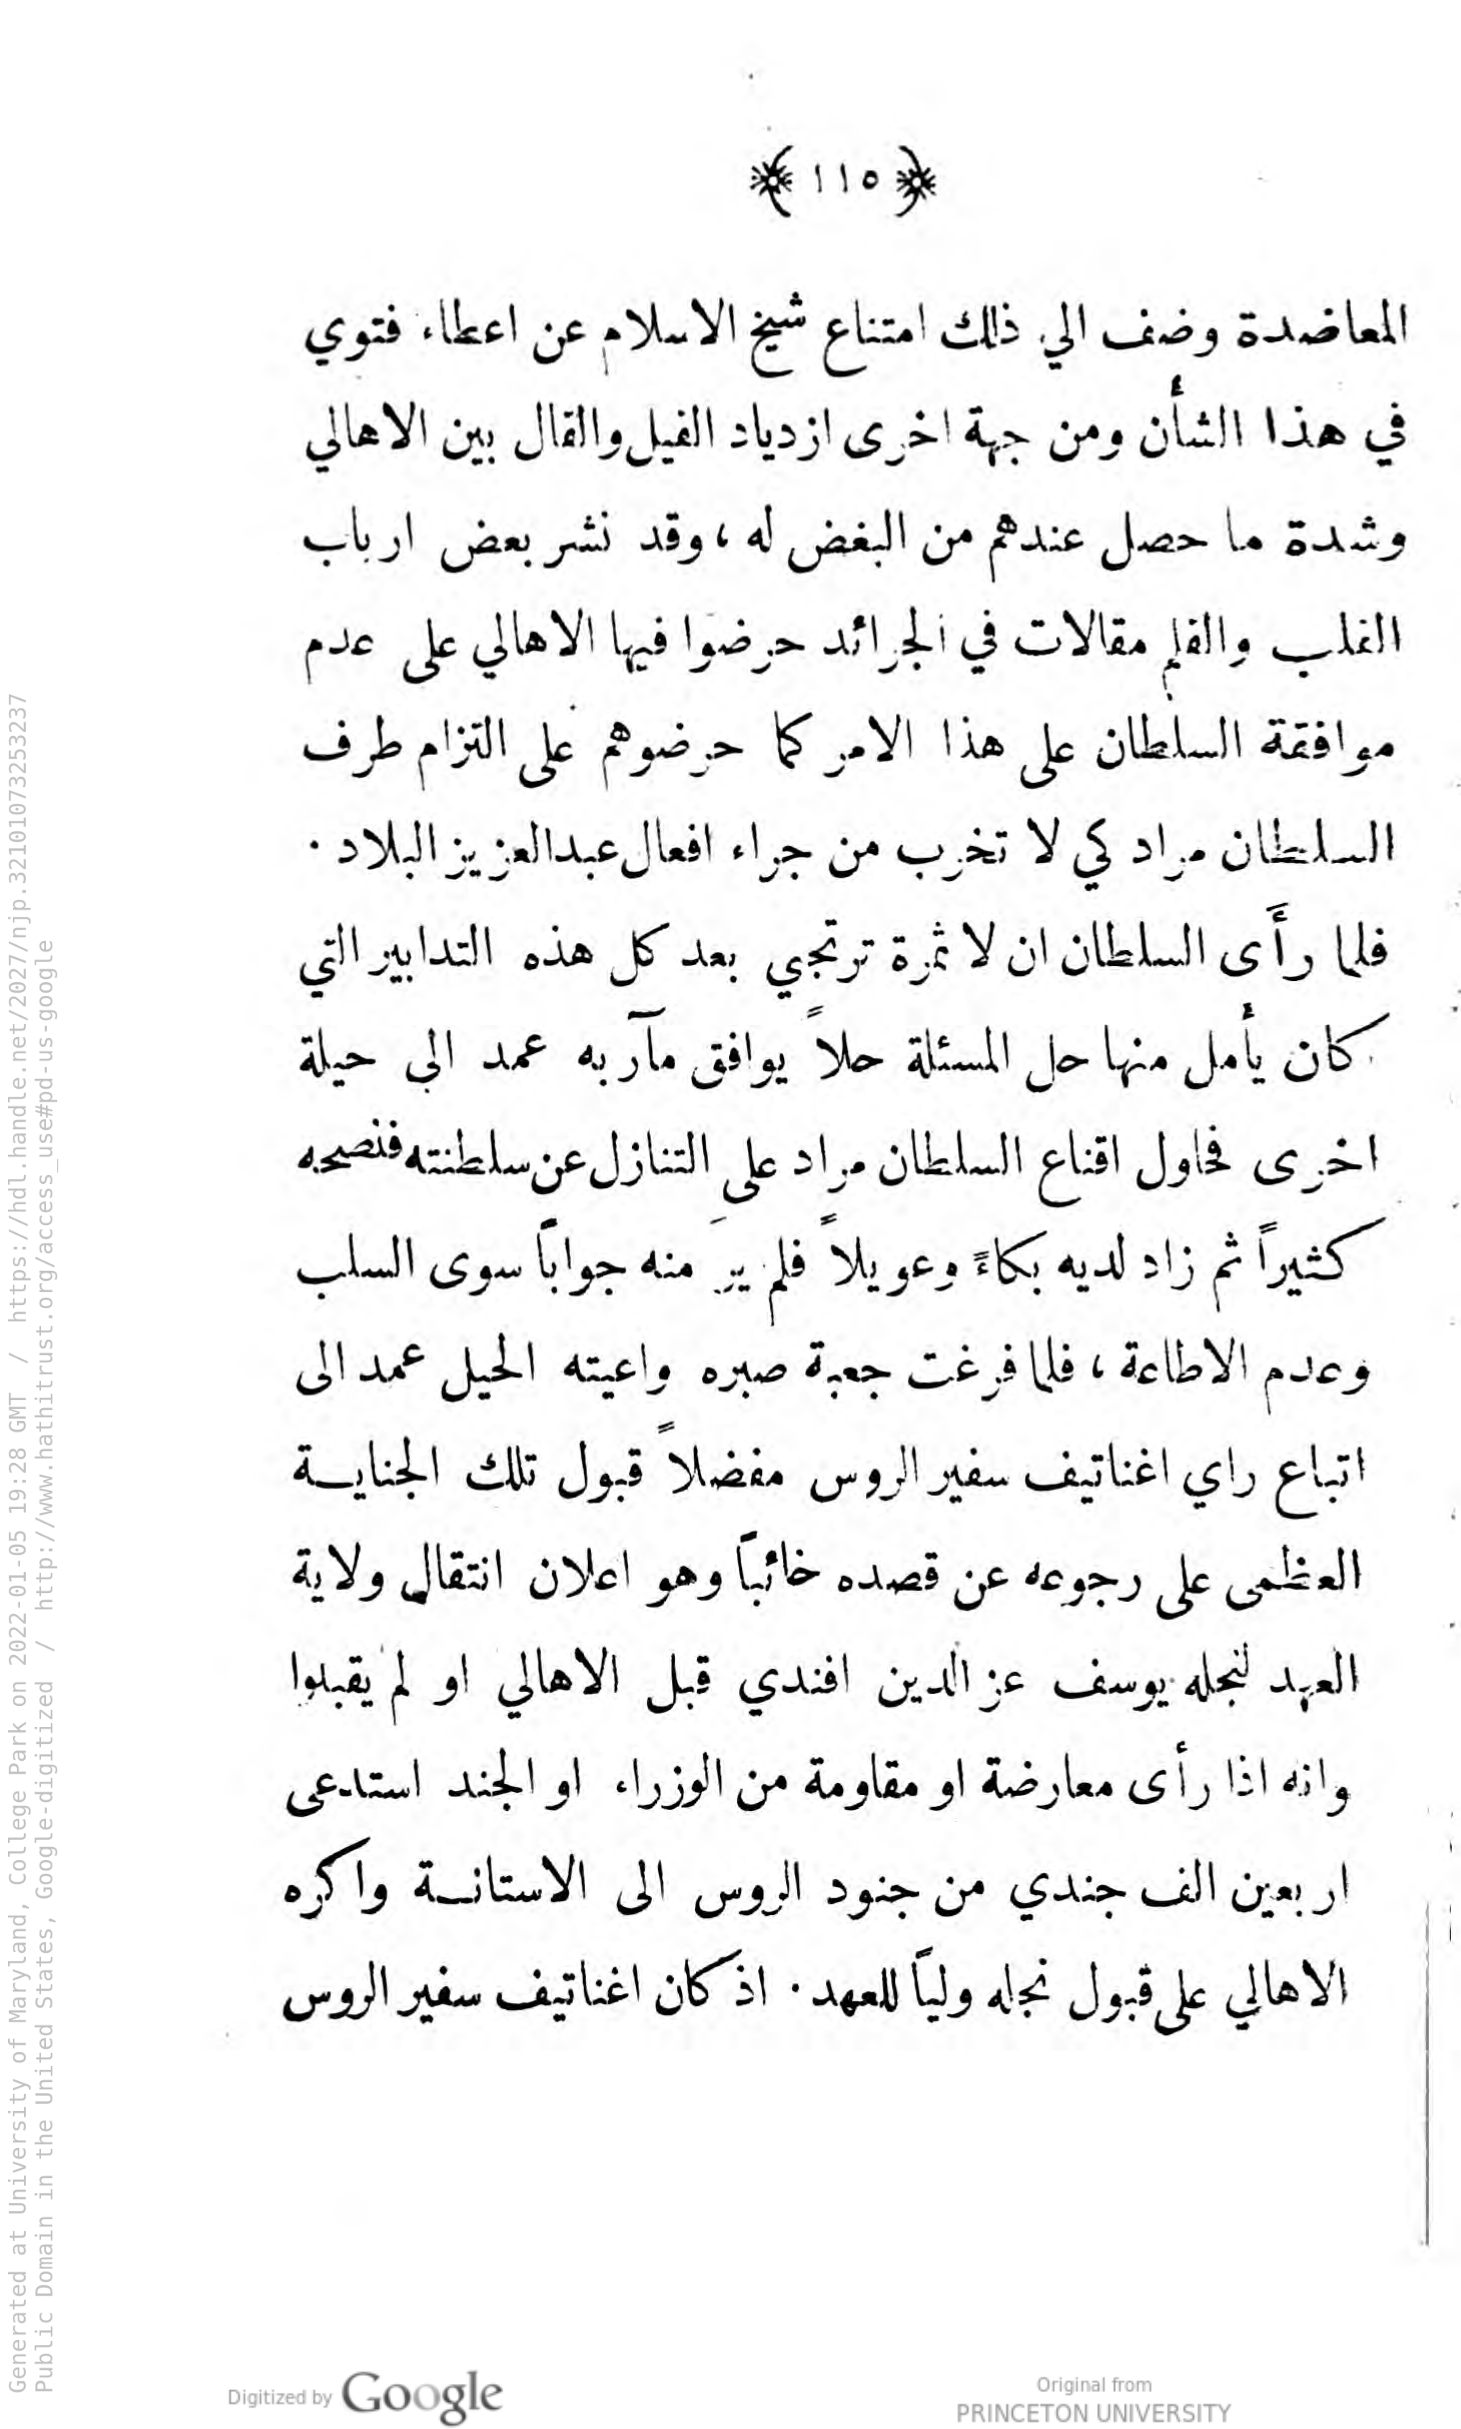 ﴿ ١١٥ ﴾
المعاضدة وضف الي ذلك امتناع شيخ الاسلام عن اعطاء فتوي
في هذا الشأن ومن جهة اخرى ازدياد القيل والقال بين الاهالي
وشدة ما حصل عندهم من البغض له ، وقد نشر بعض ارباب
الغلب والقلم مقالات في الجرائد حرضوا فيها الاهالي على عدم
موافقة السلطان على هذا الامر كما حرضوهم على التزام طرف
السلطان مراد كي لا تخرب من جراء افعال عبدالعزيز البلاد ٠
فلما رأَى السلطان ان لا ثمرة ترتجي بعد كل هذه التدابير التي
كان يأمل منها حل المسئلة حلاً يوافق مآربه عمد الي حيلة
اخرى فحاول اقناع السلطان مراد على التنازل عن سلطنته فنصحه
كثيراً ثم زاد لديه بكاءً وعويلاً فلم يرَ منه جواباً سوى السلب
وعدم الاطاعة ، فلما فرغت جعبة صبره واعيته الحيل عمد الى
اتباع راي اغناتيف سفير الروس مفضلاً قبول تلك الجناية
العظمى على رجوعه عن قصده خائباً وهو اعلان انتقال ولاية
العهد لنجله يوسف عز الدين افندي قبل الاهالي او لم يقبلوا
وانه اذا رأى معارضة او مقاومة من الوزراء او الجند استدعى
اربعين الف جندي من جنود الروس الى الاستانة واكره
الاهالي على قبول نجله ولياً للعهد ٠ اذ كان اغناتيف سفير الروس
Generated at University of Maryland, College Park on 2022-01-05 19:28 GMT / https://hdl.handle.net/2027/njp.32101073253237
Public Domain in the United States, Google-digitized / http://www.hathitrust.org/access_use#pd-us-google
Digitized by Google
Original from
PRINCETON UNIVERSITY